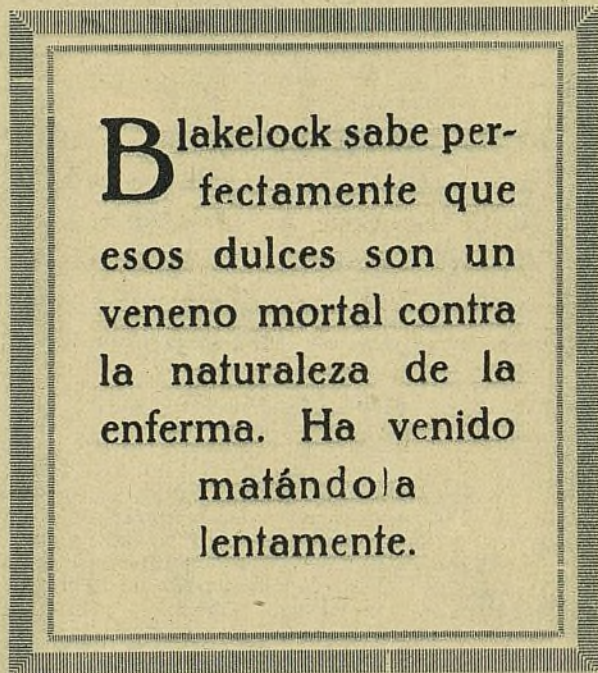 Blakelock sabe per-
fectamente que
esos dulces son un
veneno mortal contra
la naturaleza de la
enferma. Ha venido
matándola
lentamente.